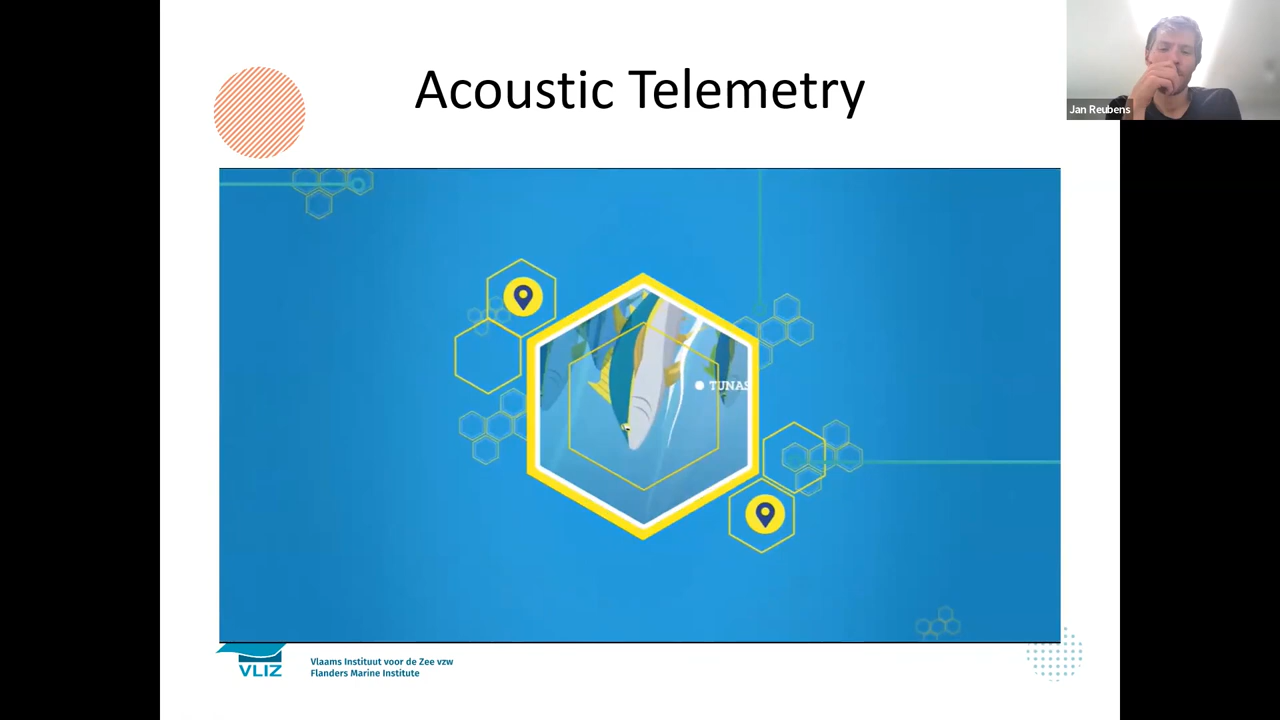 Acoustic Telemetry
Jan Reubens
TUNAS
VLIZ
Vlaams Instituut voor de Zee vzw
Flanders Marine Institute